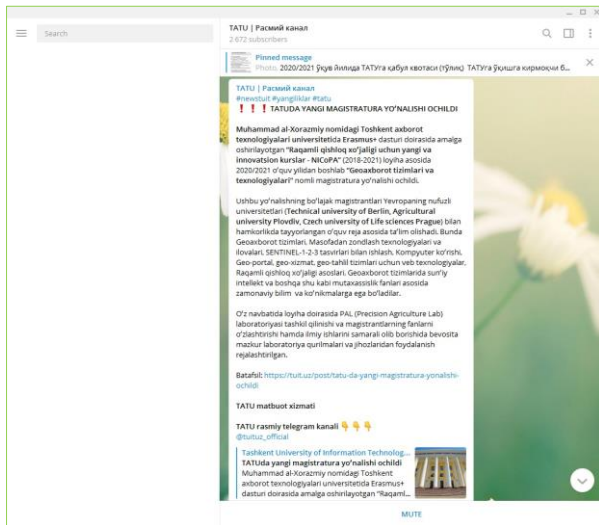 Search
TATU | Расмий канал
2 672 subscribers
Pinned message
Photo, 2020/2021 ўқув йилида ТАТУга қабул квотаси (тўлиқ) ТАТУга ўқишга кирмоқчи б...
TATU | Расмий канал
#newstuit #yangiliklar #tatu
❗❗❗ TATUDA YANGI MAGISTRATURA YO'NALISHI OCHILDI
Muhammad al-Xorazmiy nomidagi Toshkent axborot
texnologiyalari universitetida Erasmus+ dasturi doirasida amalga
oshirilayotgan "Raqamli qishloq xo'jaligi uchun yangi va
innovatsion kurslar - NICoPA" (2018-2021) loyiha asosida
2020/2021 o'quv yilidan boshlab "Geoaxborot tizimlari va
texnologiyalari" nomli magistratura yo'nalishi ochildi.
Ushbu yo'nalishning bo'lajak magistrantlari Yevropaning nufuzli
universitetlari (Technical university of Berlin, Agricultural
university Plovdiv, Czech university of Life sciences Prague) bilan
hamkorlikda tayyorlangan o'quv reja asosida ta'lim olishadi. Bunda
Geoaxborot tizimlari, Masofadan zondlash texnologiyalari va
ilovalari, SENTINEL-1-2-3 tasvirlari bilan ishlash, Kompyuter ko'rishi,
Geo-portal, geo-xizmat, geo-tahlil tizimlari uchun veb texnologiyalar,
Raqamli qishloq xo'jaligi asoslari, Geoaxborot tizimlarida sun'iy
intellekt va boshqa shu kabi mutaxassislik fanlari asosida
zamonaviy bilim va ko'nikmalarga ega bo'ladilar.
O'z navbatida loyiha doirasida PAL (Precision Agriculture Lab)
laboratoriyasi tashkil qilinishi va magistrantlarning fanlarni
o'zlashtirishi hamda ilmiy ishlarini samarali olib borishida bevosita
mazkur laboratoriya qurilmalari va jihozlaridan foydalanish
rejalashtirilgan.
Batafsil: https://tuit.uz/post/tatu-da-yangi-magistratura-yonalishi-
ochildi
TATU matbuot xizmati
TATU rasmiy telegram kanali 👇👇👇
@tuituz_official
Tashkent University of Information Technolog...
TATUda yangi magistratura yo'nalishi ochildi
Muhammad al-Xorazmiy nomidagi Toshkent
axborot texnologiyalari universitetida Erasmus+
dasturi doirasida amalga oshirilayotgan "Raqaml...
MUTE